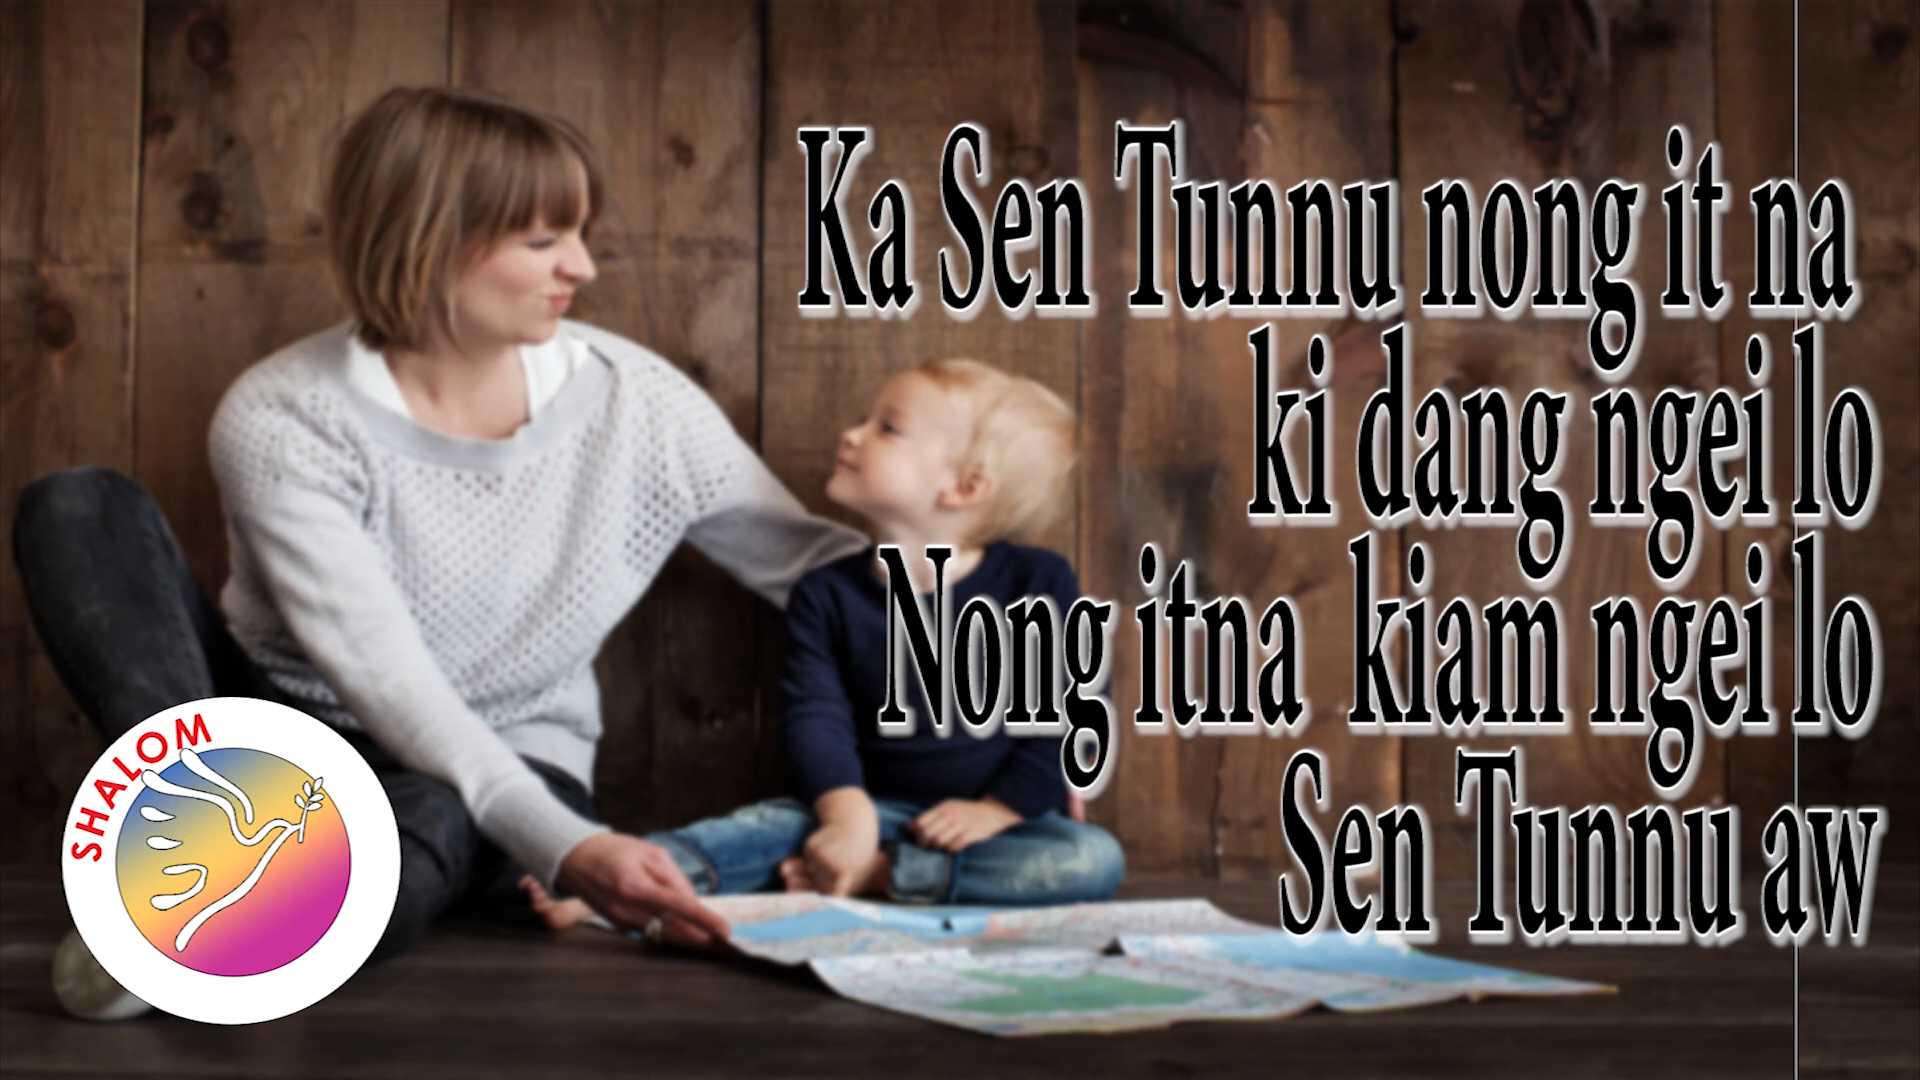 Ka Sen Tunnu nong it na
ki dang ngei lo
Nong itna kiam ngei lo
Sen Tunnu aw
SHALOM